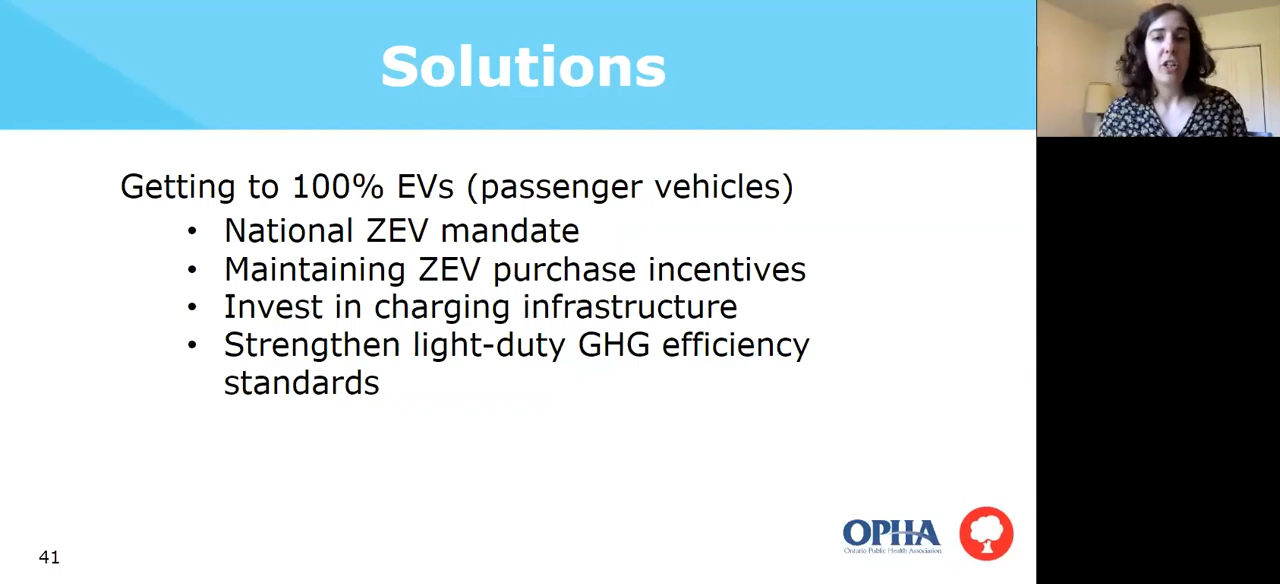 Solutions
Getting to 100% EVs (passenger vehicles)
• National ZEV mandate
• Maintaining ZEV purchase incentives
• Invest in charging infrastructure
• Strengthen light-duty GHG efficiency
standards
OPHA
Ontario Public Health Association
41